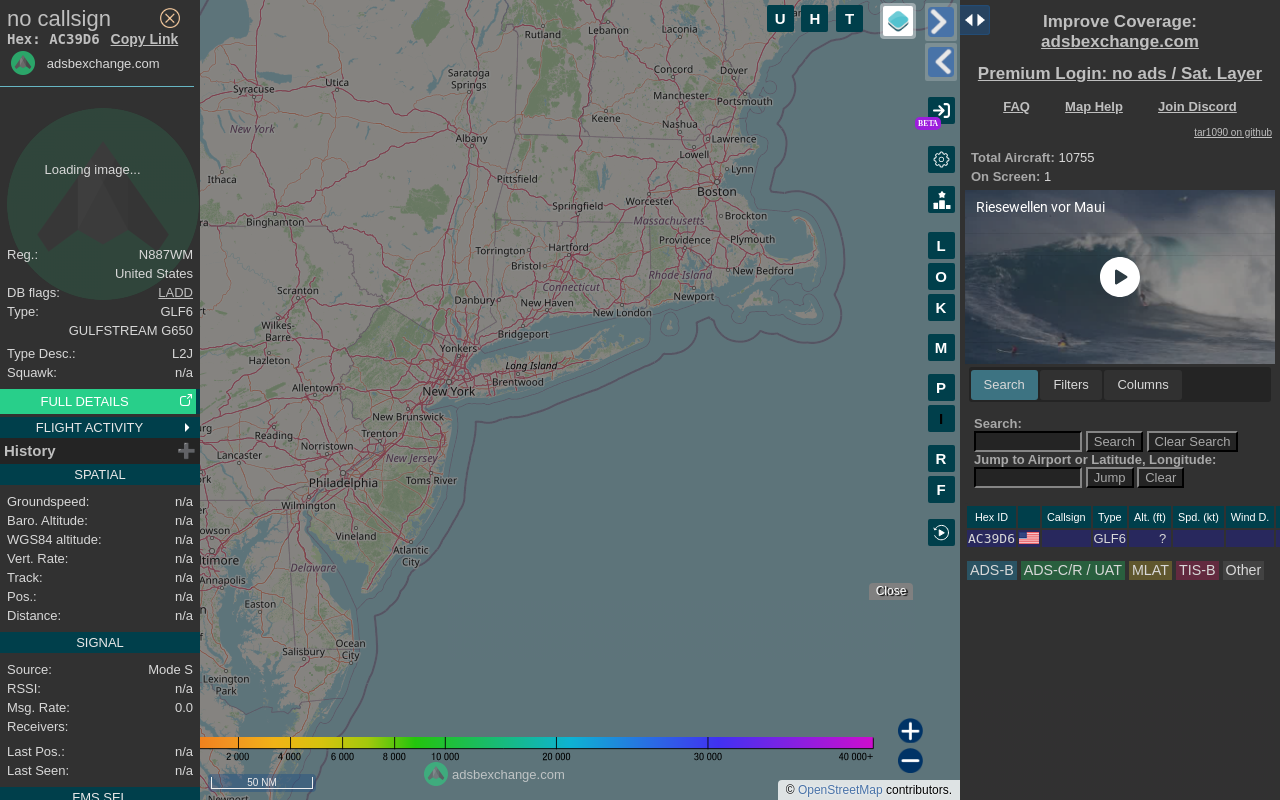 no callsign
Hex: AC39D6 Copy Link
adsbexchange.com
Loading image...
Reg.: N887WM
United States
DB flags: LADD
Type: GLF6
GULFSTREAM G650
Type Desc.: L2J
Squawk: n/a
FULL DETAILS
FLIGHT ACTIVITY
History
SPATIAL
Groundspeed: n/a
Baro. Altitude: n/a
WGS84 altitude: n/a
Vert. Rate: n/a
Track: n/a
Pos.: n/a
Distance: n/a
SIGNAL
Source: Mode S
RSSI: n/a
Msg. Rate: 0.0
Receivers:
Last Pos.: n/a
Last Seen: n/a
FMS SEL
U H T
BETA
L
O
K
M
P
I
R
F
Rutland
Lebanon
Laconia
Saratoga
Springs
Concord
Dover
Utica
Syracuse
Manchester
Portsmouth
Keene
Nashua
New York
Albany
Lawrence
Lowell
Lynn
Ithaca
Pittsfield
Boston
Worcester
Springfield
Binghamton
Massachusetts
Brockton
Providence
Plymouth
Hartford
Torrington
Bristol
Rhode Island
New Bedford
Connecticut
Scranton
Danbury
New Haven
Newport
New London
Wilkes-
Barre
Bridgeport
Yonkers
Hazleton
Long Island
Brentwood
Allentown
New York
New Brunswick
Reading
Trenton
Norristown
Lancaster
New Jersey
Philadelphia
Toms River
Wilmington
Vineland
Atlantic
City
Annapolis
Delaware
Easton
Ocean
City
Salisbury
Lexington
Park
Newport
Close
2 000 4 000 6 000 8 000 10 000 20 000 30 000 40 000+
adsbexchange.com
50 NM
© OpenStreetMap contributors.
Improve Coverage:
adsbexchange.com
Premium Login: no ads / Sat. Layer
FAQ Map Help Join Discord
tar1090 on github
Total Aircraft: 10755
On Screen: 1
Riesewellen vor Maui
Search Filters Columns
Search:
Search Clear Search
Jump to Airport or Latitude, Longitude:
Jump Clear
Hex ID Callsign Type Alt. (ft) Spd. (kt) Wind D.
AC39D6 GLF6 ?
ADS-B ADS-C/R / UAT MLAT TIS-B Other